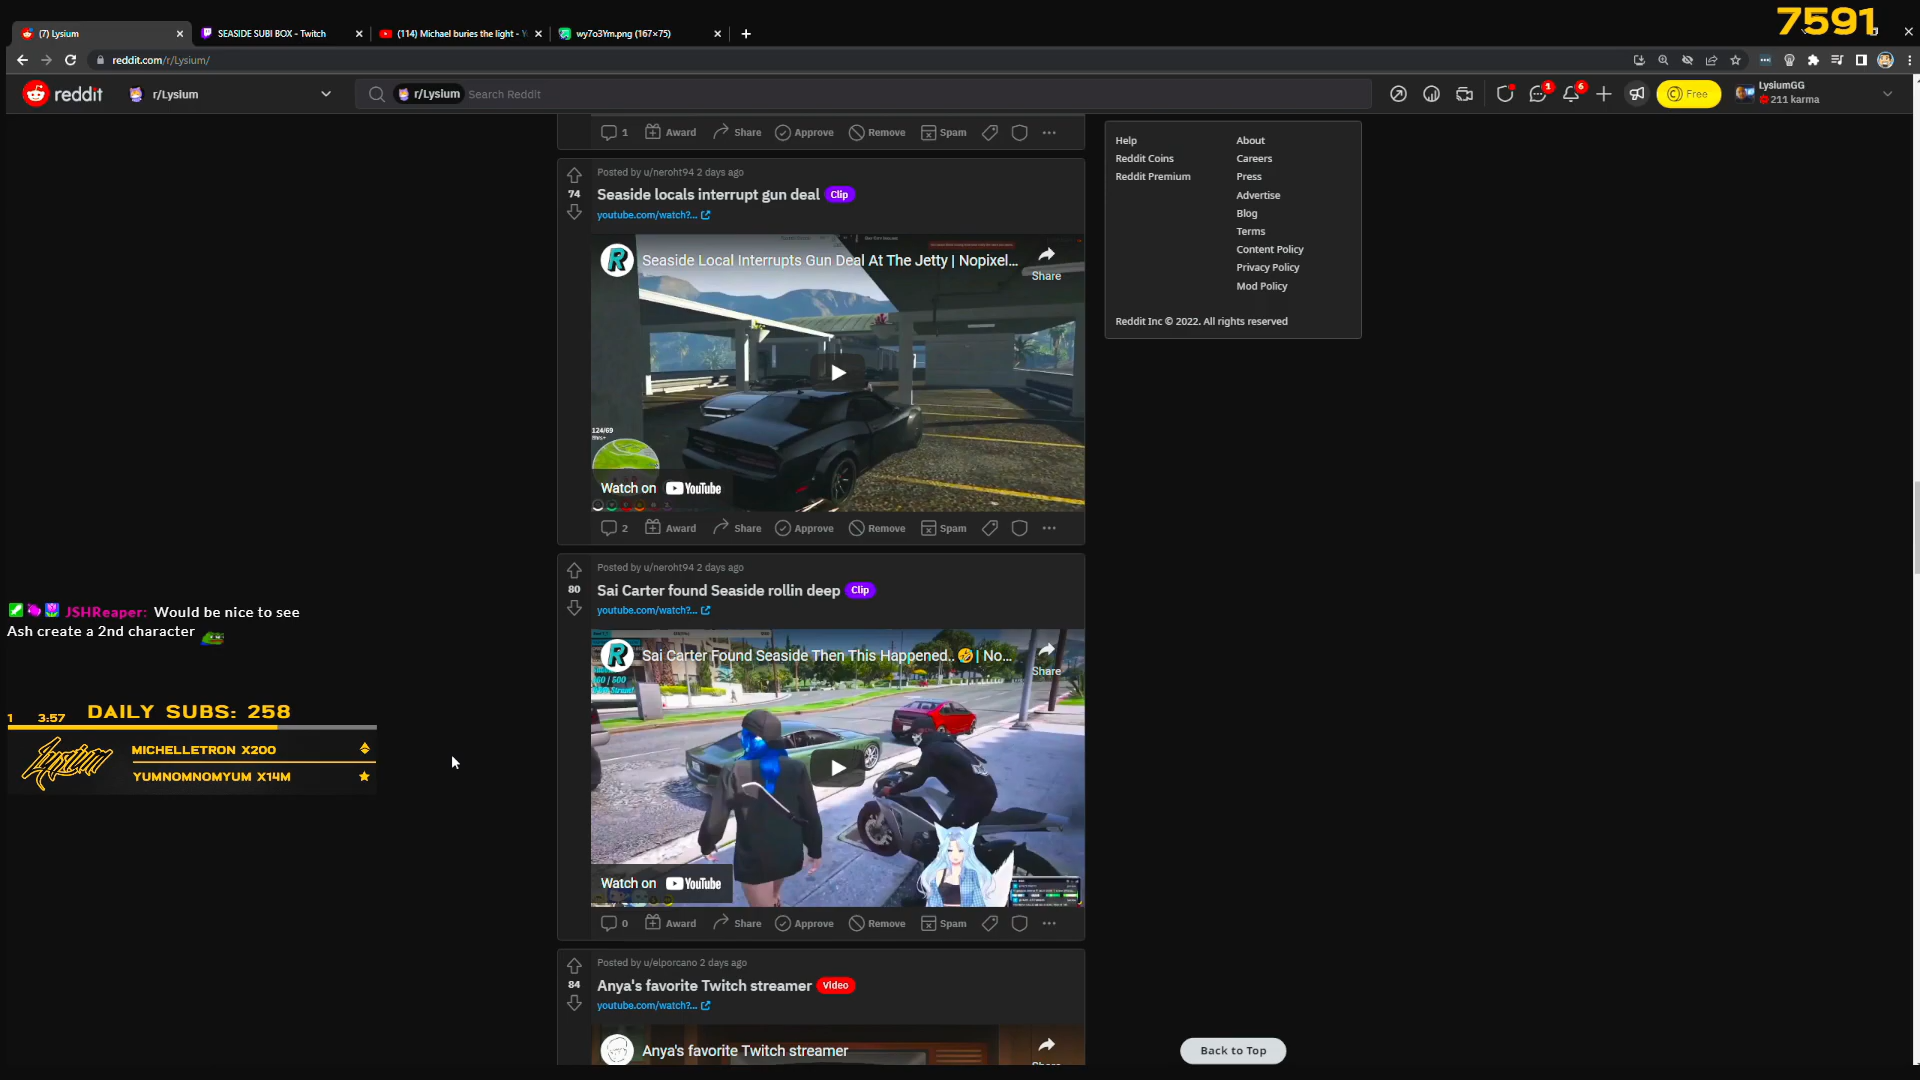 (7) Lysium
SEASIDE SUBI BOX - Twitch
(114) Michael buries the light - Y
wy7o3Ym.png (167×75)
7591
reddit.com/r/Lysium/
reddit
r/Lysium
r/Lysium Search Reddit
1
6
Free
LysiumGG
211 karma
1 Award Share Approve Remove Spam
Help
Reddit Coins
Reddit Premium
About
Careers
Press
Advertise
Blog
Terms
Content Policy
Privacy Policy
Mod Policy
Reddit Inc © 2022. All rights reserved
Posted by u/neroht94 2 days ago
74
Seaside locals interrupt gun deal Clip
youtube.com/watch?...
Seaside Local Interrupts Gun Deal At The Jetty | Nopixel...
Share
124/69
Watch on YouTube
2 Award Share Approve Remove Spam
Posted by u/neroht94 2 days ago
80
Sai Carter found Seaside rollin deep Clip
youtube.com/watch?...
Sai Carter Found Seaside Then This Happened.. 🤣 | No...
Share
Watch on YouTube
0 Award Share Approve Remove Spam
Posted by u/elporcano 2 days ago
84
Anya's favorite Twitch streamer Video
youtube.com/watch?...
Anya's favorite Twitch streamer
Back to Top
JSHReaper: Would be nice to see
Ash create a 2nd character
1 3:57 DAILY SUBS: 258
Lysium
MICHELLETRON X200
YUMNOMNOMYUM X14M